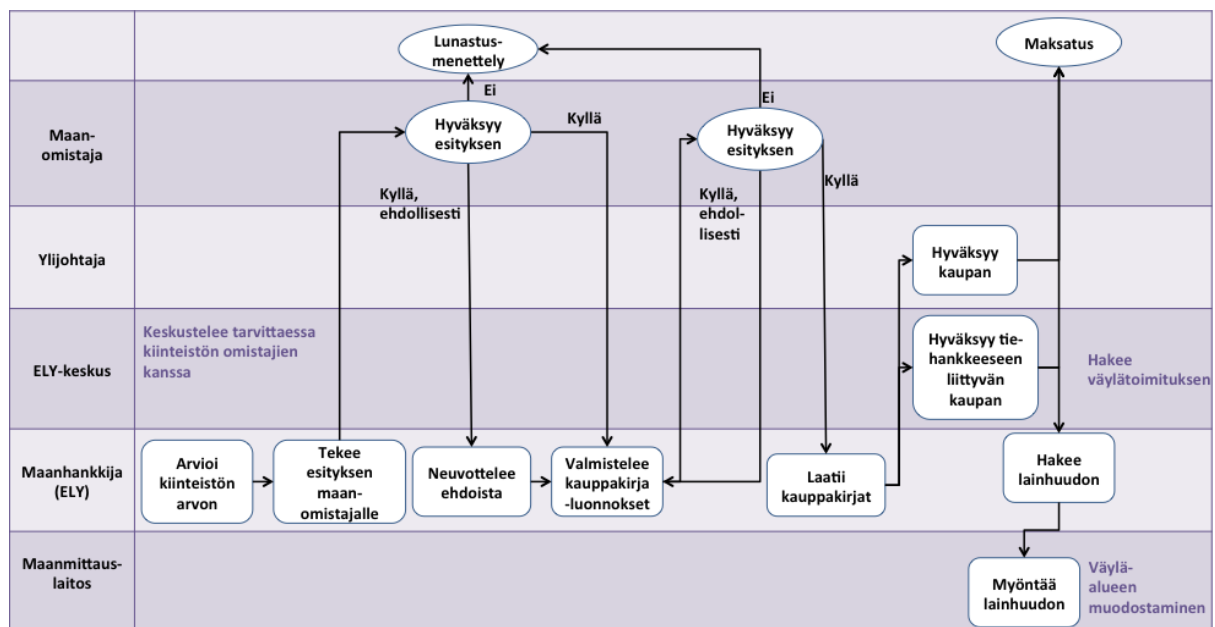 Lunastus-
menettely
Maksatus
Ei
Ei
Maan-
omistaja
Hyväksyy
esityksen
Kyllä
Hyväksyy
esityksen
Kyllä
Kyllä,
ehdollisesti
Kyllä,
ehdol-
lisesti
Ylijohtaja
Hyväksyy
kaupan
ELY-keskus
Keskustelee tarvittaessa
kiinteistön omistajien
kanssa
Hyväksyy tie-
hankkeeseen
liittyvän
kaupan
Hakee
väylätoimituksen
Maanhankkija
(ELY)
Arvioi
kiinteistön
arvon
Tekee
esityksen
maan-
omistajalle
Neuvottelee
ehdoista
Valmistelee
kauppakirja
-luonnokset
Laatii
kauppakirjat
Hakee
lainhuudon
Maanmittaus-
laitos
Myöntää
lainhuudon
Väylä-
alueen
muodostaminen